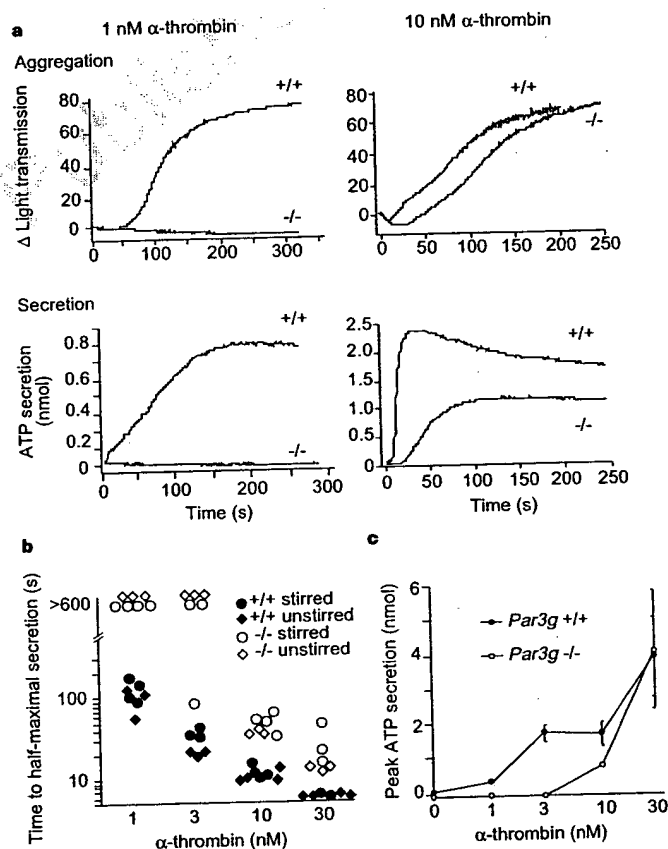 a
1 nM α-thrombin
10 nM α-thrombin
Aggregation
Δ Light transmission
80
60
40
20
0
+/+
-/-
0 100 200 300
80
60
40
20
0
+/+
-/-
0 50 100 150 200 250
Secretion
ATP secretion
(nmol)
0.8
0.6
0.4
0.2
0
+/+
-/-
0 100 200 300
Time (s)
2.5
2.0
1.5
1.0
0.5
0
+/+
-/-
0 50 100 150 200 250
Time (s)
b
Time to half-maximal secretion (s)
>600
100
10
+/+ stirred
+/+ unstirred
-/- stirred
-/- unstirred
1 3 10 30
α-thrombin (nM)
c
Peak ATP secretion (nmol)
6
4
2
0
Par3g +/+
Par3g -/-
0 1 3 10 30
α-thrombin (nM)